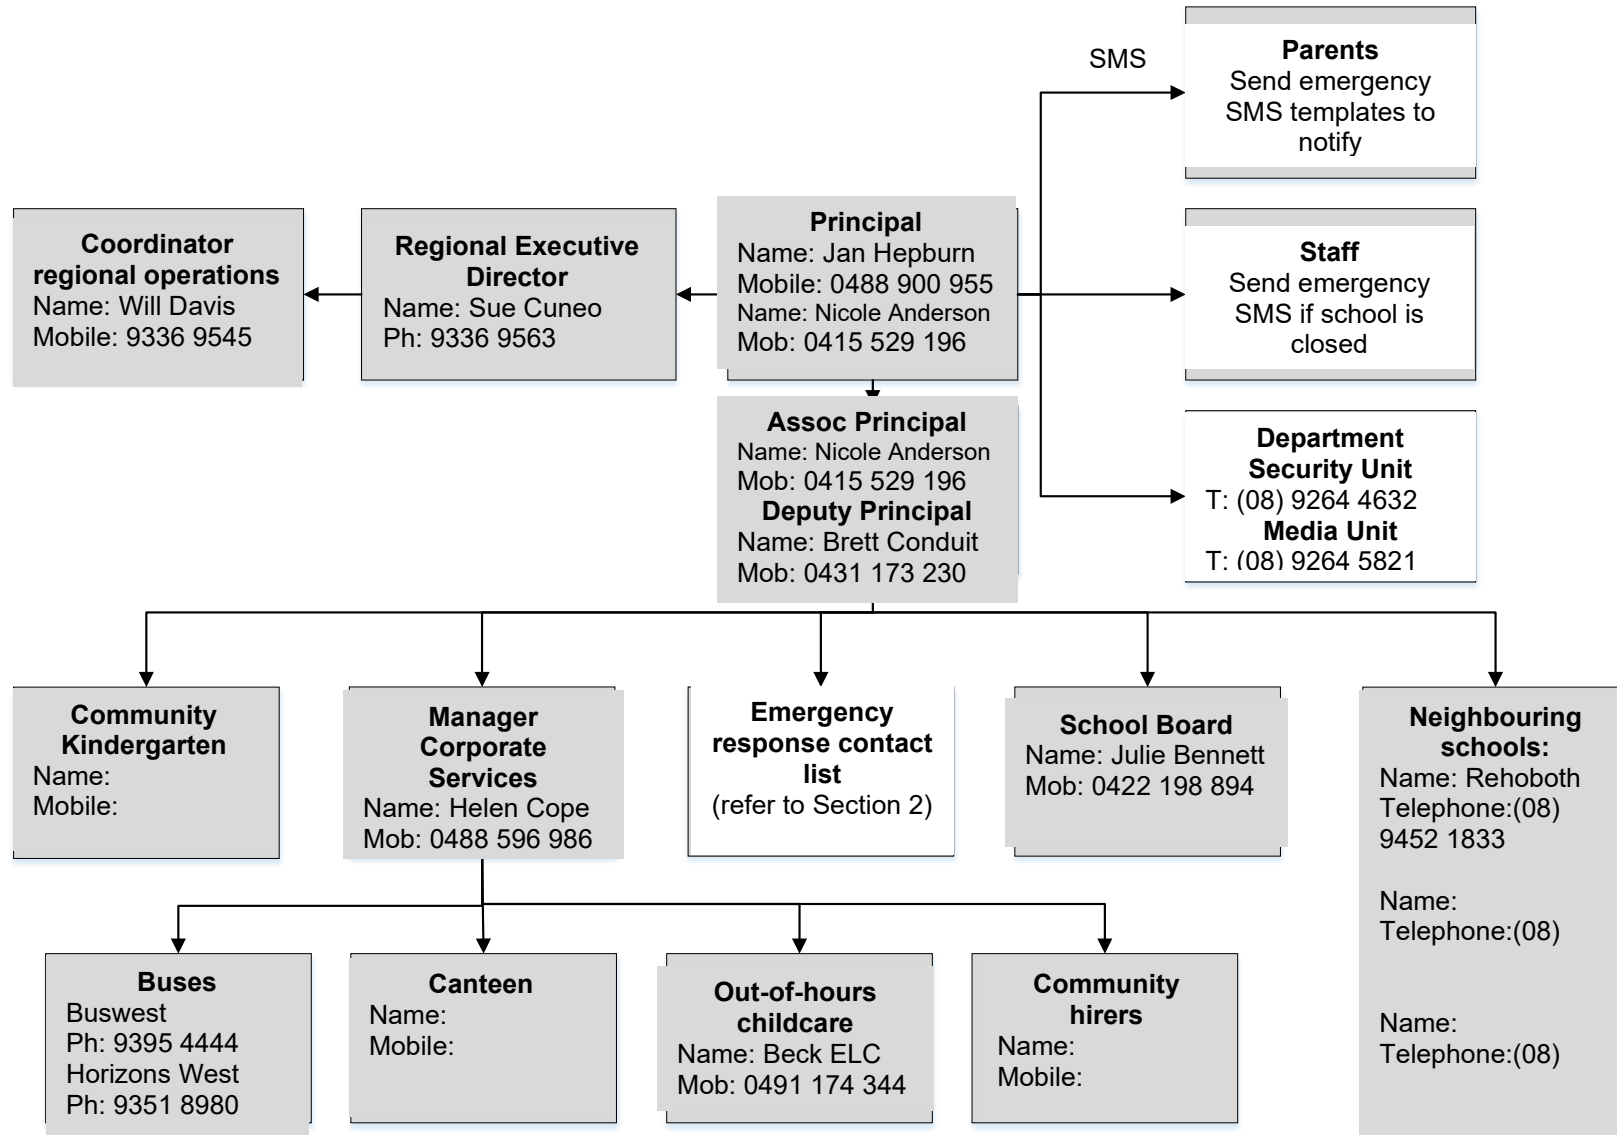 SMS
Parents
Send emergency
SMS templates to
notify
Coordinator
regional operations
Name: Will Davis
Mobile: 9336 9545
Regional Executive
Director
Name: Sue Cuneo
Ph: 9336 9563
Principal
Name: Jan Hepburn
Mobile: 0488 900 955
Name: Nicole Anderson
Mob: 0415 529 196
Staff
Send emergency
SMS if school is
closed
Assoc Principal
Name: Nicole Anderson
Mob: 0415 529 196
Deputy Principal
Name: Brett Conduit
Mob: 0431 173 230
Department
Security Unit
T: (08) 9264 4632
Media Unit
T: (08) 9264 5821
Community
Kindergarten
Name:
Mobile:
Manager
Corporate
Services
Name: Helen Cope
Mob: 0488 596 986
Emergency
response contact
list
(refer to Section 2)
School Board
Name: Julie Bennett
Mob: 0422 198 894
Neighbouring
schools:
Name: Rehoboth
Telephone:(08)
9452 1833
Name:
Telephone:(08)
Name:
Telephone:(08)
Buses
Buswest
Ph: 9395 4444
Horizons West
Ph: 9351 8980
Canteen
Name:
Mobile:
Out-of-hours
childcare
Name: Beck ELC
Mob: 0491 174 344
Community
hirers
Name:
Mobile: